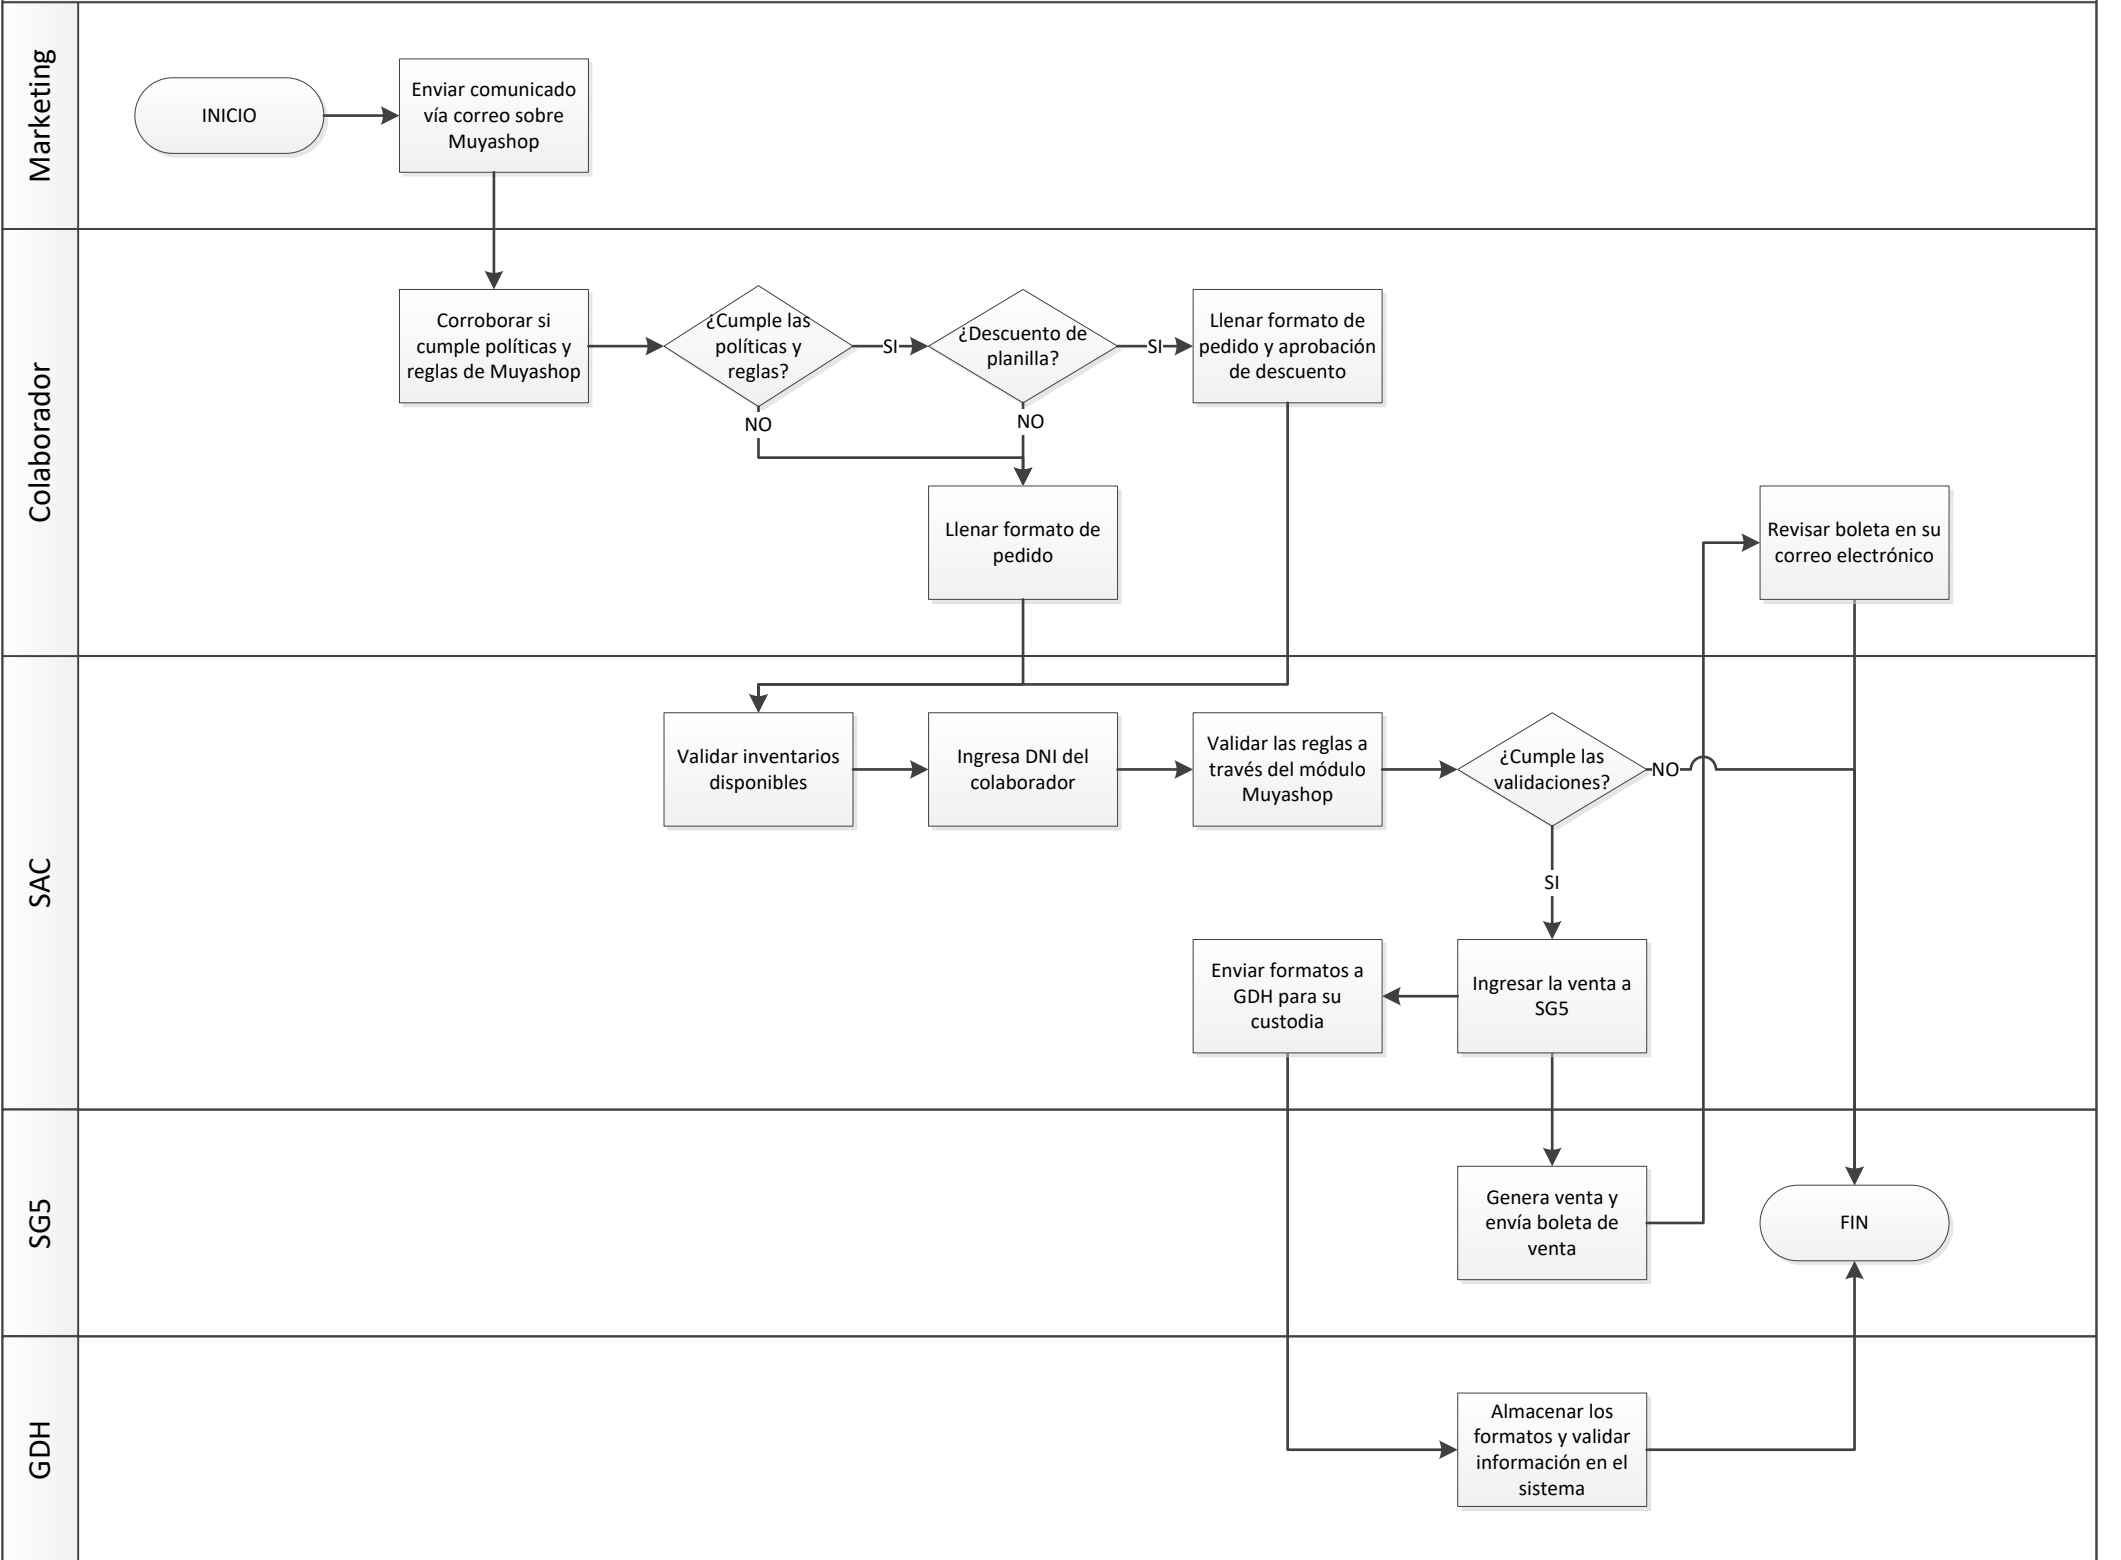 Marketing
INICIO
Enviar comunicado
vía correo sobre
Muyashop
Colaborador
Corroborar si
cumple políticas y
reglas de Muyashop
¿Cumple las
políticas y
reglas?
SI
NO
¿Descuento de
planilla?
SI
NO
Llenar formato de
pedido y aprobación
de descuento
Llenar formato de
pedido
Revisar boleta en su
correo electrónico
SAC
Validar inventarios
disponibles
Ingresa DNI del
colaborador
Validar las reglas a
través del módulo
Muyashop
¿Cumple las
validaciones?
NO
SI
Enviar formatos a
GDH para su
custodia
Ingresar la venta a
SG5
SG5
Genera venta y
envía boleta de
venta
FIN
GDH
Almacenar los
formatos y validar
información en el
sistema